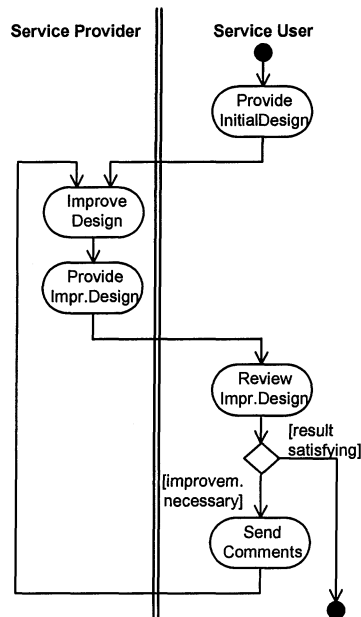 Service Provider
Service User
Provide
InitialDesign
Improve
Design
Provide
Impr.Design
Review
Impr.Design
[result
satisfying]
[improvem.
necessary]
Send
Comments